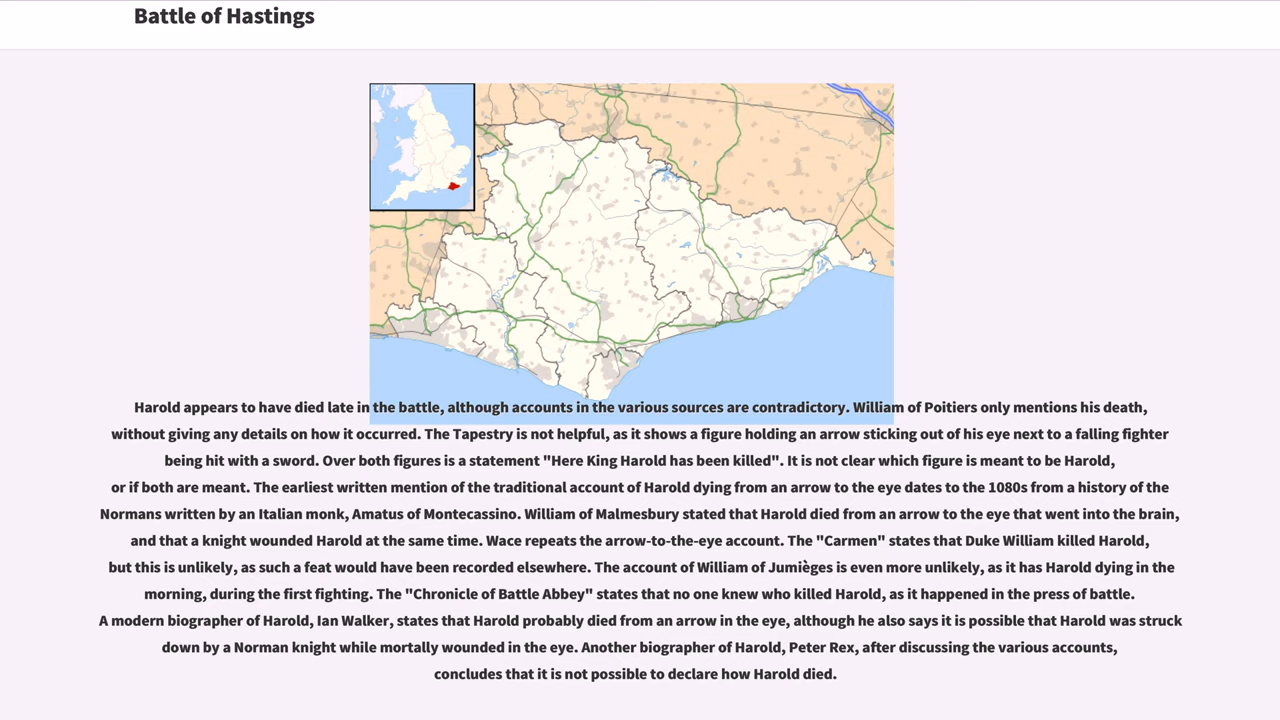 Battle of Hastings
Harold appears to have died late in the battle, although accounts in the various sources are contradictory. William of Poitiers only mentions his death,
without giving any details on how it occurred. The Tapestry is not helpful, as it shows a figure holding an arrow sticking out of his eye next to a falling fighter
being hit with a sword. Over both figures is a statement "Here King Harold has been killed". It is not clear which figure is meant to be Harold,
or if both are meant. The earliest written mention of the traditional account of Harold dying from an arrow to the eye dates to the 1080s from a history of the
Normans written by an Italian monk, Amatus of Montecassino. William of Malmesbury stated that Harold died from an arrow to the eye that went into the brain,
and that a knight wounded Harold at the same time. Wace repeats the arrow-to-the-eye account. The "Carmen" states that Duke William killed Harold,
but this is unlikely, as such a feat would have been recorded elsewhere. The account of William of Jumièges is even more unlikely, as it has Harold dying in the
morning, during the first fighting. The "Chronicle of Battle Abbey" states that no one knew who killed Harold, as it happened in the press of battle.
A modern biographer of Harold, Ian Walker, states that Harold probably died from an arrow in the eye, although he also says it is possible that Harold was struck
down by a Norman knight while mortally wounded in the eye. Another biographer of Harold, Peter Rex, after discussing the various accounts,
concludes that it is not possible to declare how Harold died.